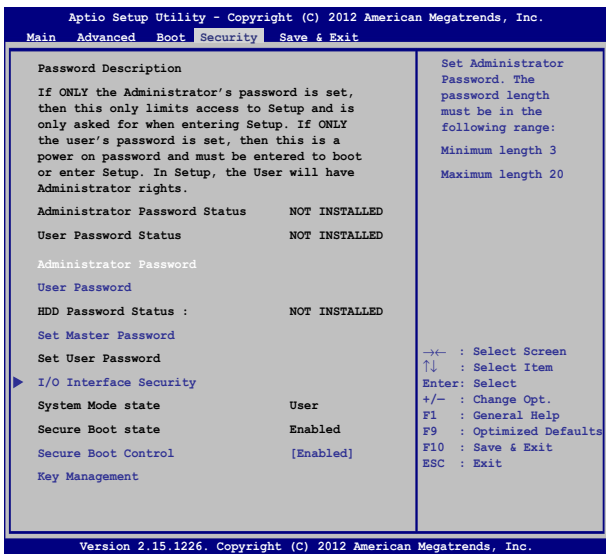 Aptio Setup Utility - Copyright (C) 2012 American Megatrends, Inc.
Main Advanced Boot Security Save & Exit
Password Description
If ONLY the Administrator's password is set,
then this only limits access to Setup and is
only asked for when entering Setup. If ONLY
the user's password is set, then this is a
power on password and must be entered to boot
or enter Setup. In Setup, the User will have
Administrator rights.
Administrator Password Status NOT INSTALLED
User Password Status NOT INSTALLED
Administrator Password
User Password
HDD Password Status : NOT INSTALLED
Set Master Password
Set User Password
I/O Interface Security
System Mode state User
Secure Boot state Enabled
Secure Boot Control [Enabled]
Key Management
Set Administrator
Password. The
password length
must be in the
following range:
Minimum length 3
Maximum length 20
→← : Select Screen
↑↓ : Select Item
Enter: Select
+/— : Change Opt.
F1 : General Help
F9 : Optimized Defaults
F10 : Save & Exit
ESC : Exit
Version 2.15.1226. Copyright (C) 2012 American Megatrends, Inc.